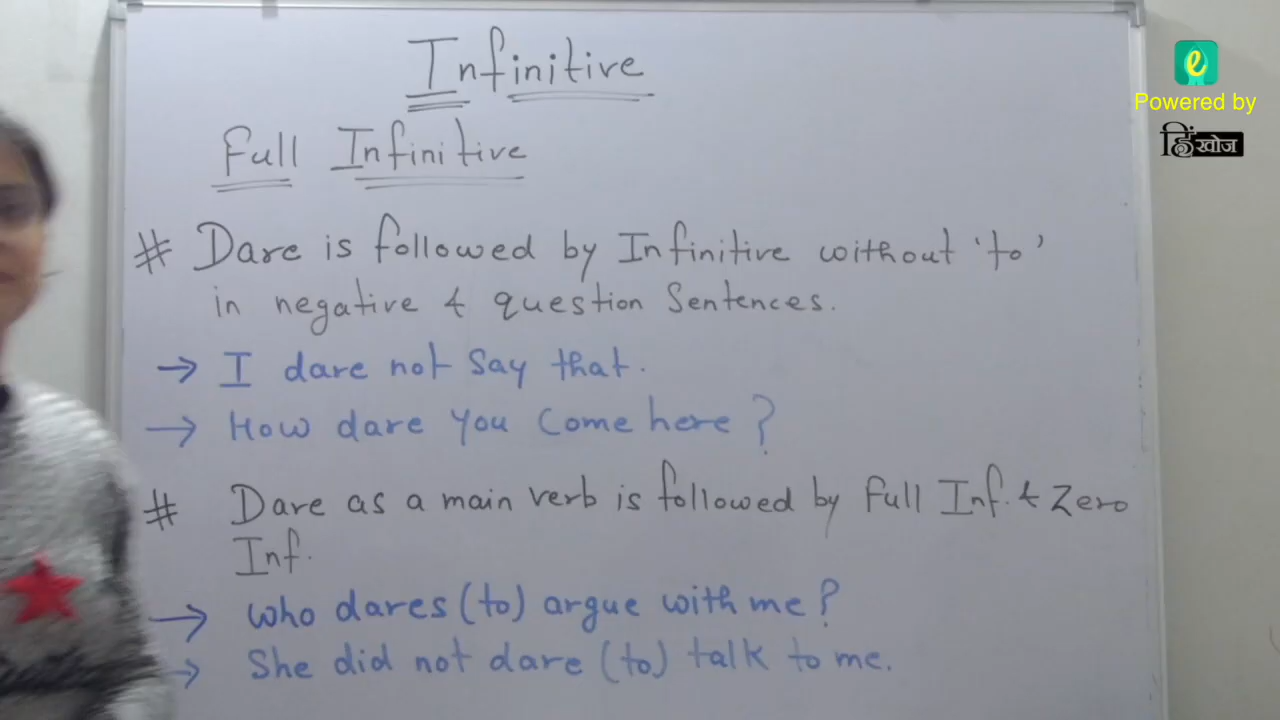 Infinitive
Full Infinitive
# Dare is followed by Infinitive without 'to'
in negative & question Sentences.
→ I dare not say that.
→ How dare you come here?
# Dare as a main verb is followed by Full Inf. & Zero
Inf.
→ Who dares (to) argue with me?
→ She did not dare (to) talk to me.
e
Powered by
हिंखोज